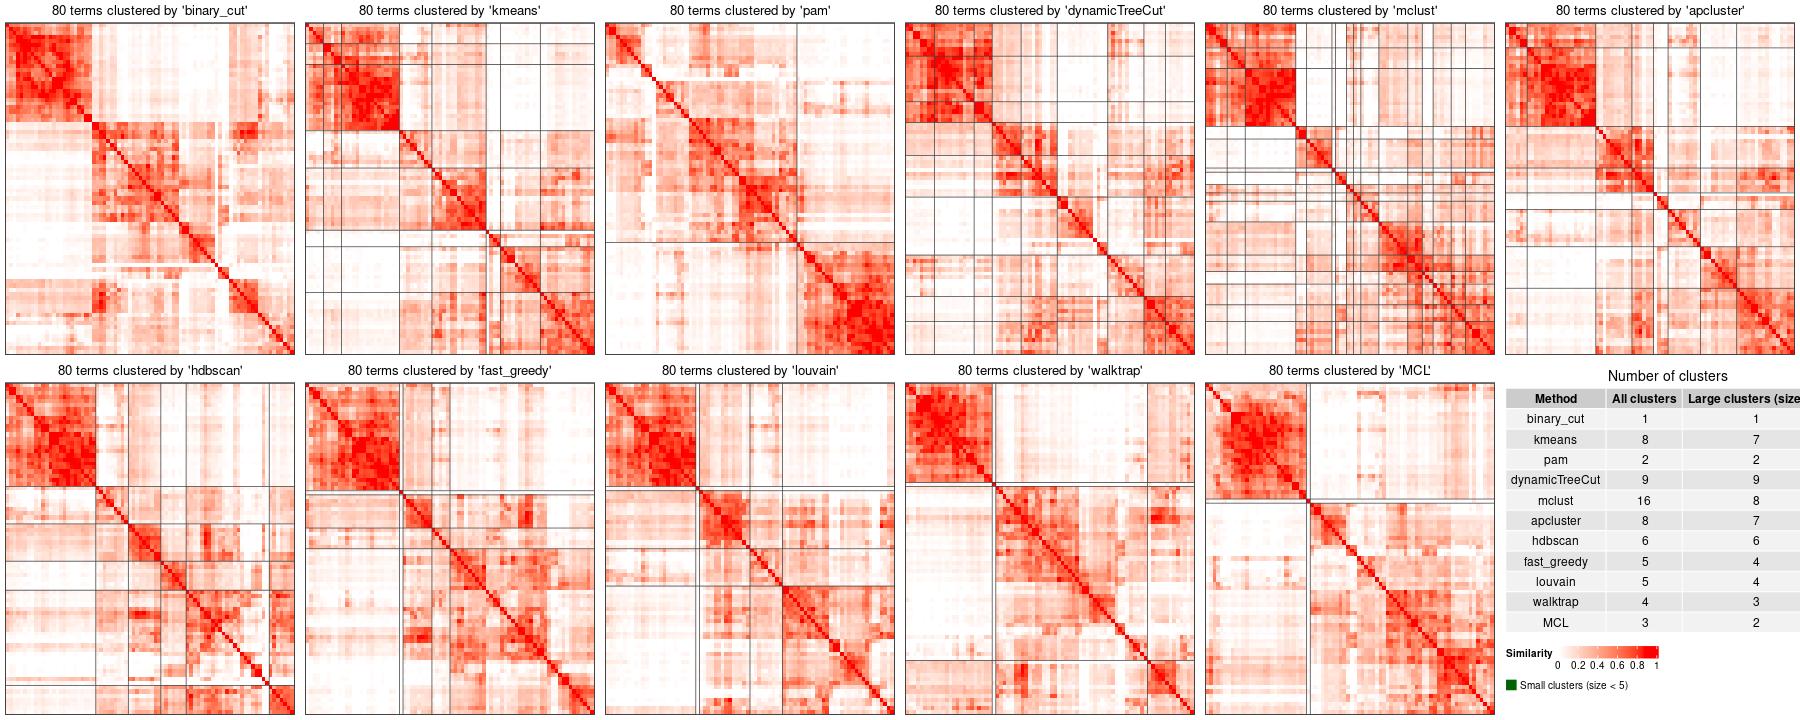 80 terms clustered by 'binary_cut'
80 terms clustered by 'kmeans'
80 terms clustered by 'pam'
80 terms clustered by 'dynamicTreeCut'
80 terms clustered by 'mclust'
80 terms clustered by 'apcluster'
80 terms clustered by 'hdbscan'
80 terms clustered by 'fast_greedy'
80 terms clustered by 'louvain'
80 terms clustered by 'walktrap'
80 terms clustered by 'MCL'
Number of clusters
Method All clusters Large clusters (size
binary_cut 1 1
kmeans 8 7
pam 2 2
dynamicTreeCut 9 9
mclust 16 8
apcluster 8 7
hdbscan 6 6
fast_greedy 5 4
louvain 5 4
walktrap 4 3
MCL 3 2
Similarity
0 0.2 0.4 0.6 0.8 1
Small clusters (size < 5)